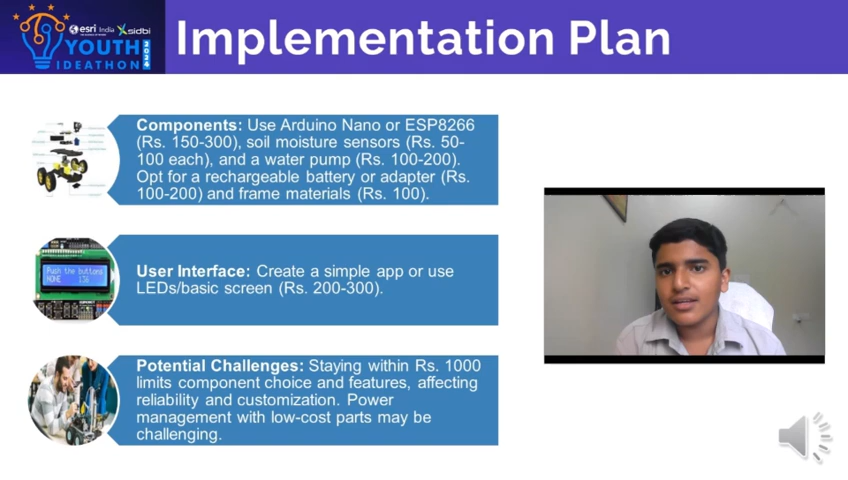 esri India sidbi
YOUTH
IDEATHON
2024
Implementation Plan
Components: Use Arduino Nano or ESP8266
(Rs. 150-300), soil moisture sensors (Rs. 50-
100 each), and a water pump (Rs. 100-200).
Opt for a rechargeable battery or adapter (Rs.
100-200) and frame materials (Rs. 100).
Push the buttons
NONE
User Interface: Create a simple app or use
LEDs/basic screen (Rs. 200-300).
Potential Challenges: Staying within Rs. 1000
limits component choice and features, affecting
reliability and customization. Power
management with low-cost parts may be
challenging.